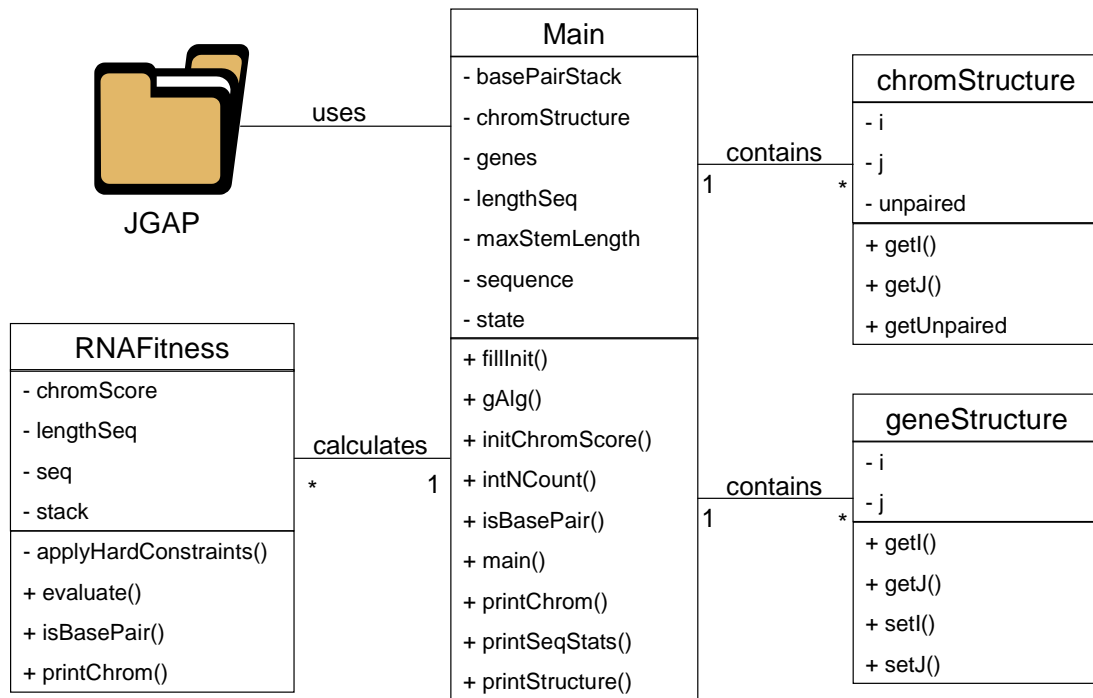 JGAP
uses
Main
- basePairStack
- chromStructure
- genes
- lengthSeq
- maxStemLength
- sequence
- state
+ fillInit()
+ gAlg()
+ initChromScore()
+ intNCount()
+ isBasePair()
+ main()
+ printChrom()
+ printSeqStats()
+ printStructure()
RNAFitness
- chromScore
- lengthSeq
- seq
- stack
- applyHardConstraints()
+ evaluate()
+ isBasePair()
+ printChrom()
calculates
* 1
contains
1 *
chromStructure
- i
- j
- unpaired
+ getI()
+ getJ()
+ getUnpaired
contains
1 *
geneStructure
- i
- j
+ getI()
+ getJ()
+ setI()
+ setJ()